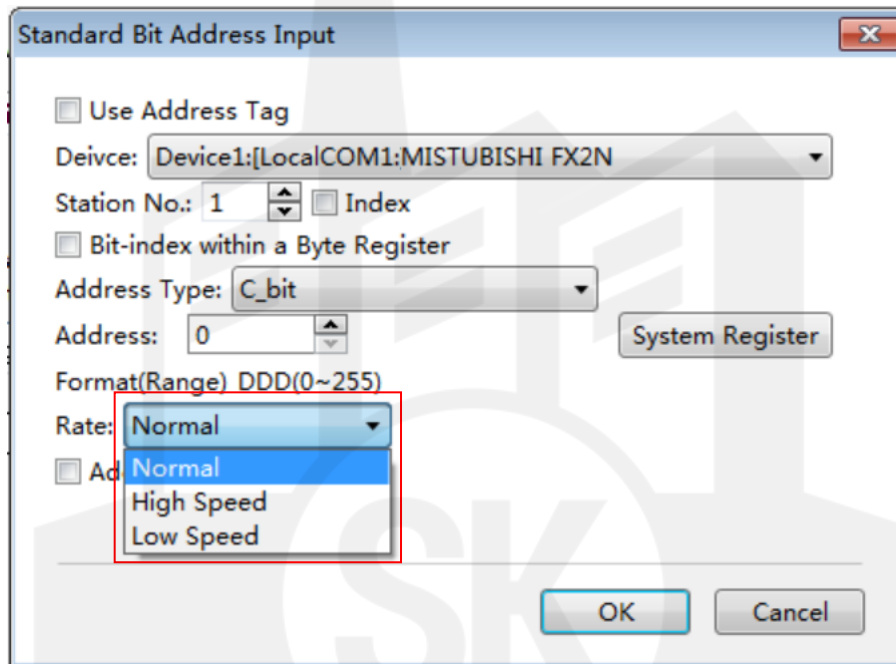 Standard Bit Address Input
Use Address Tag
Deivce: Device1:[LocalCOM1:MISTUBISHI FX2N
Station No.: 1 Index
Bit-index within a Byte Register
Address Type: C_bit
Address: 0 System Register
Format(Range) DDD(0~255)
Rate: Normal
Normal
High Speed
Low Speed
OK Cancel
SK